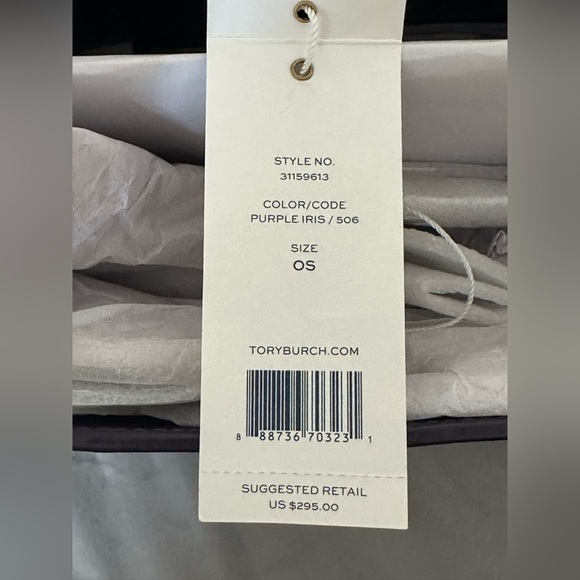 STYLE NO.
31159613
COLOR/CODE
PURPLE IRIS / 506
SIZE
OS
TORYBURCH.COM
8 88736 70323 1
SUGGESTED RETAIL
US $295.00